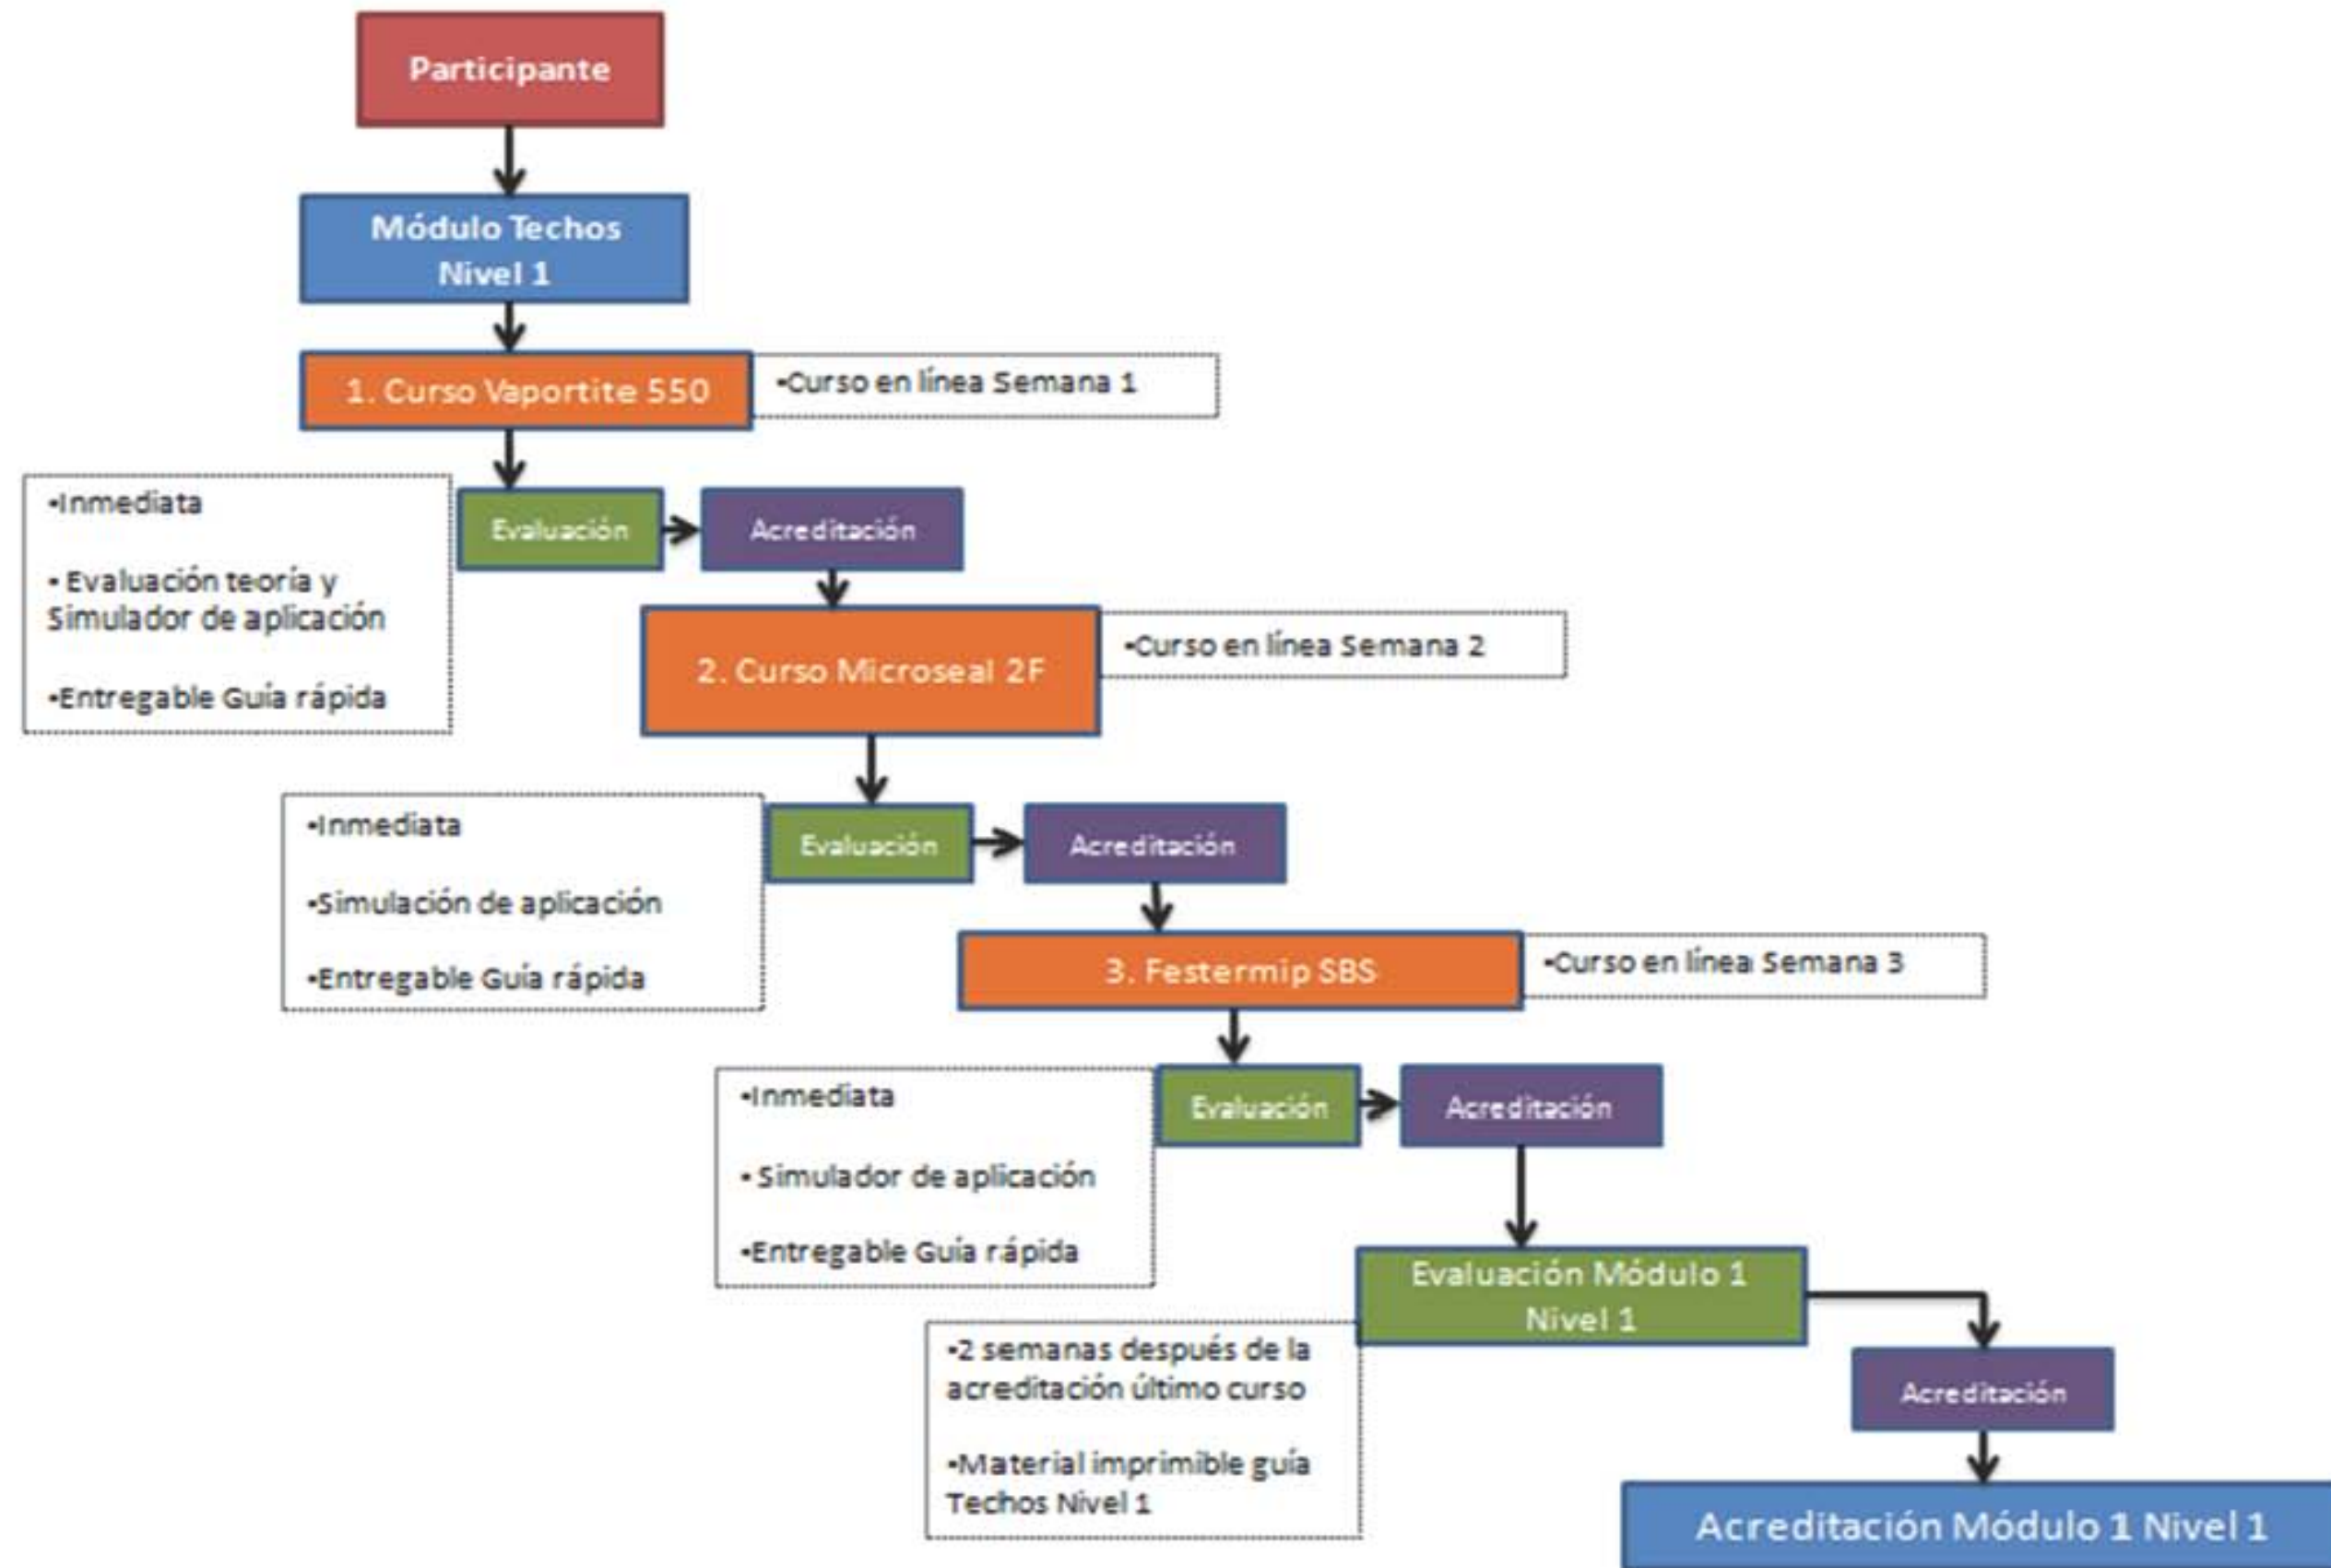 Participante
Módulo Techos
Nivel 1
1. Curso Vaportite 550
•Curso en línea Semana 1
•Inmediata
• Evaluación teoría y
Simulador de aplicación
•Entregable Guía rápida
Evaluación
Acreditación
2. Curso Microseal 2F
•Curso en línea Semana 2
•Inmediata
•Simulación de aplicación
•Entregable Guía rápida
Evaluación
Acreditación
3. Festermip SBS
•Curso en línea Semana 3
•Inmediata
• Simulador de aplicación
•Entregable Guía rápida
Evaluación
Acreditación
Evaluación Módulo 1
Nivel 1
•2 semanas después de la
acreditación último curso
•Material imprimible guía
Techos Nivel 1
Acreditación
Acreditación Módulo 1 Nivel 1